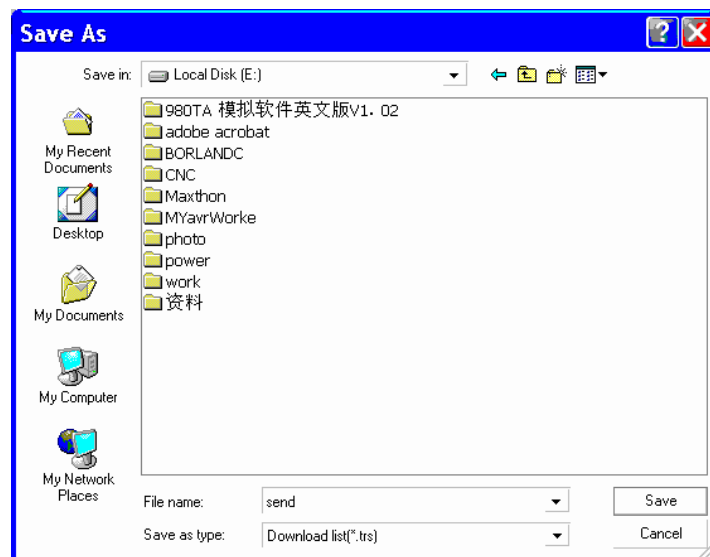 Save As
Save in: Local Disk (E:)
My Recent
Documents
Desktop
My Documents
My Computer
My Network
Places
980TA 模拟软件英文版V1. 02
adobe acrobat
BORLANDC
CNC
Maxthon
MYavrWorke
photo
power
work
资料
File name: send Save
Save as type: Download list(*.trs) Cancel